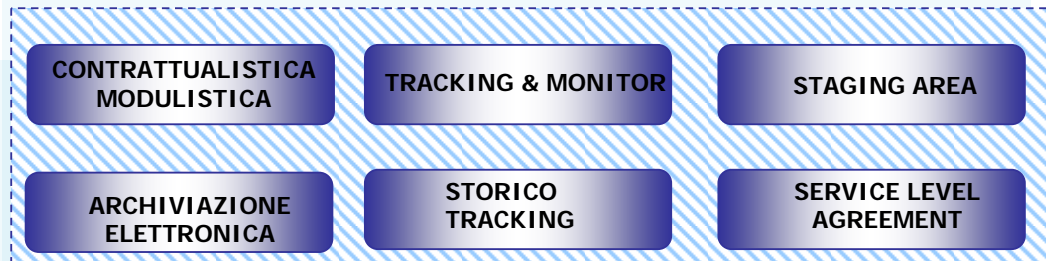 CONTRATTUALISTICA
MODULISTICA
TRACKING & MONITOR
STAGING AREA
ARCHIVIAZIONE
ELETTRONICA
STORICO
TRACKING
SERVICE LEVEL
AGREEMENT